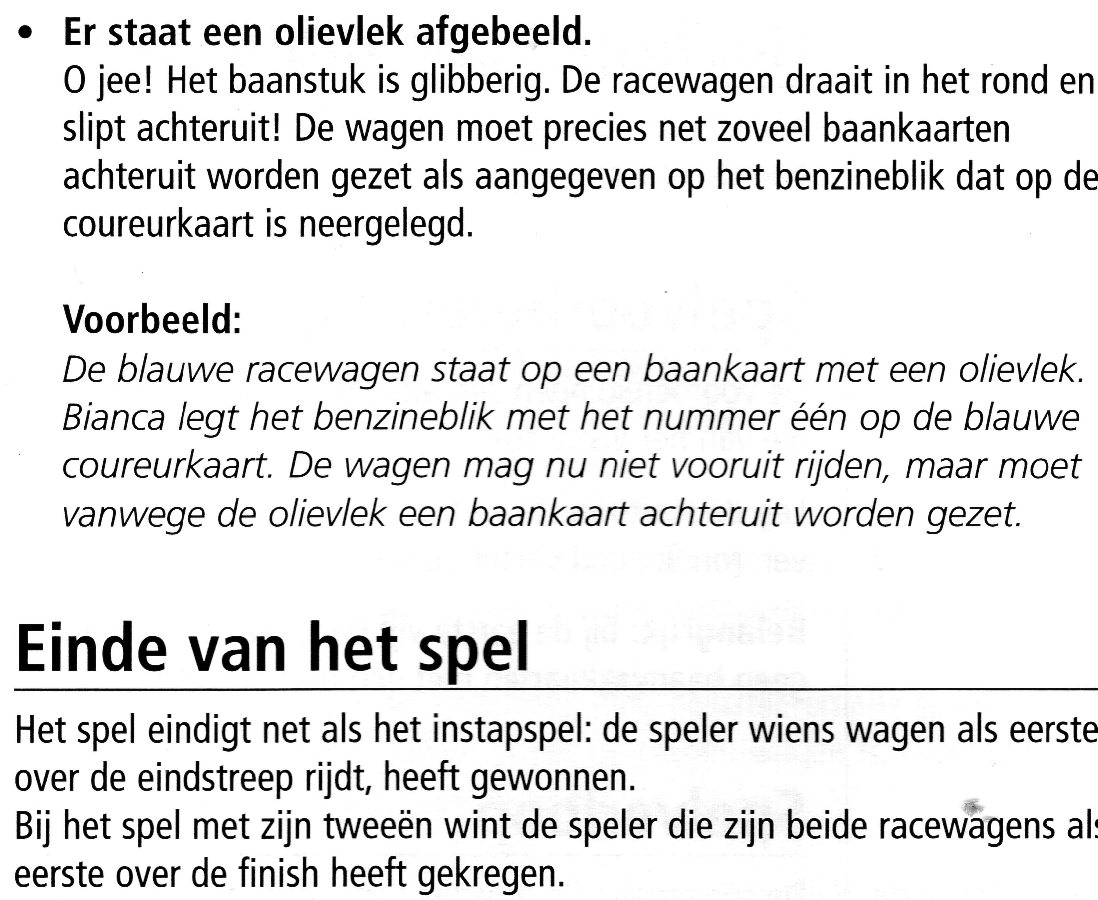 • Er staat een olievlek afgebeeld.
O jee! Het baanstuk is glibberig. De racewagen draait in het rond en
slipt achteruit! De wagen moet precies net zoveel baankaarten
achteruit worden gezet als aangegeven op het benzineblik dat op de
coureurkaart is neergelegd.
Voorbeeld:
De blauwe racewagen staat op een baankaart met een olievlek.
Bianca legt het benzineblik met het nummer één op de blauwe
coureurkaart. De wagen mag nu niet vooruit rijden, maar moet
vanwege de olievlek een baankaart achteruit worden gezet.
Einde van het spel
Het spel eindigt net als het instapspel: de speler wiens wagen als eerste
over de eindstreep rijdt, heeft gewonnen.
Bij het spel met zijn tweeën wint de speler die zijn beide racewagens als
eerste over de finish heeft gekregen.